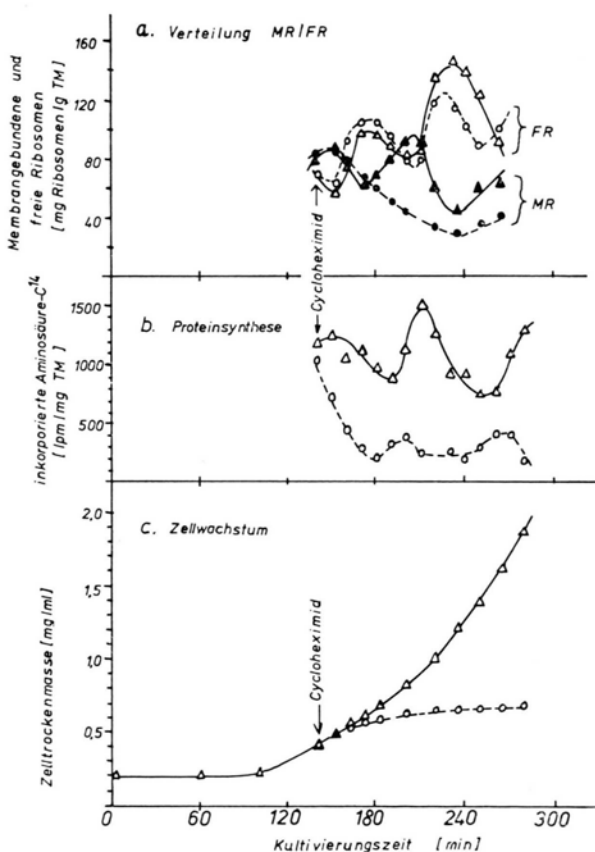 a. Verteilung MR/FR
Membrangebundene und
freie Ribosomen
[mg Ribosomen/g TM]
160
120
80
40
FR
MR
Cycloheximid
b. Proteinsynthese
inkorporierte Aminosäure-C¹⁴
[Ipm/mg TM]
1500
1000
500
0
c. Zellwachstum
Zelltrockenmasse [mg/ml]
2,0
1,5
1,0
0,5
Cycloheximid
0
60
120
180
240
300
Kultivierungszeit [min]